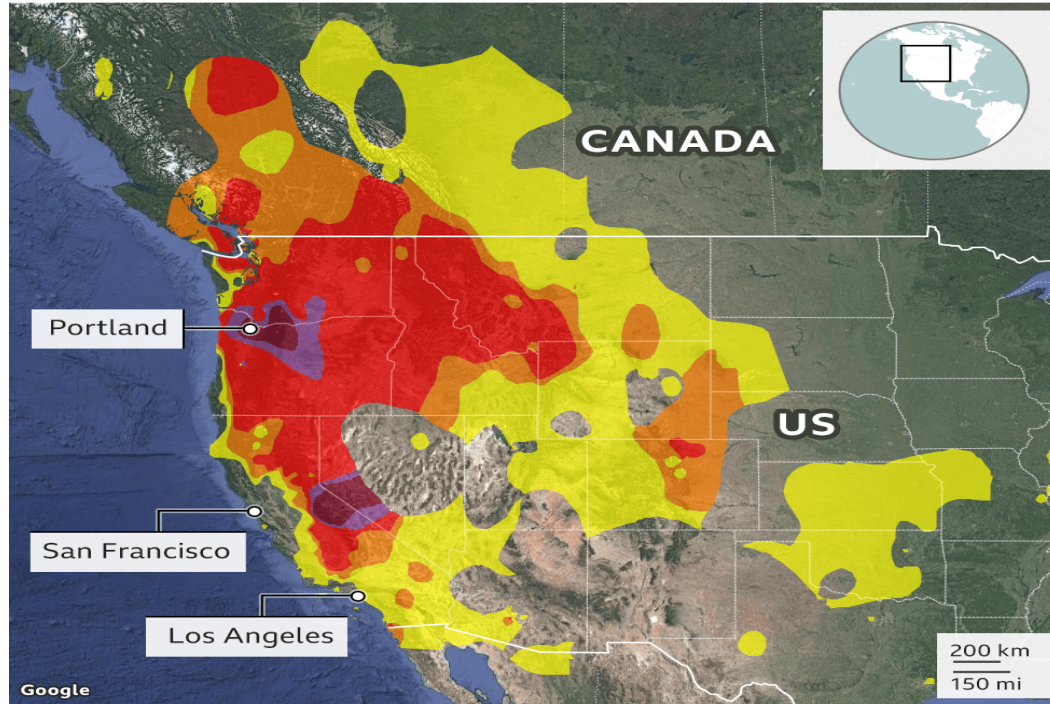 CANADA
Portland
US
San Francisco
Los Angeles
200 km
150 mi
Google